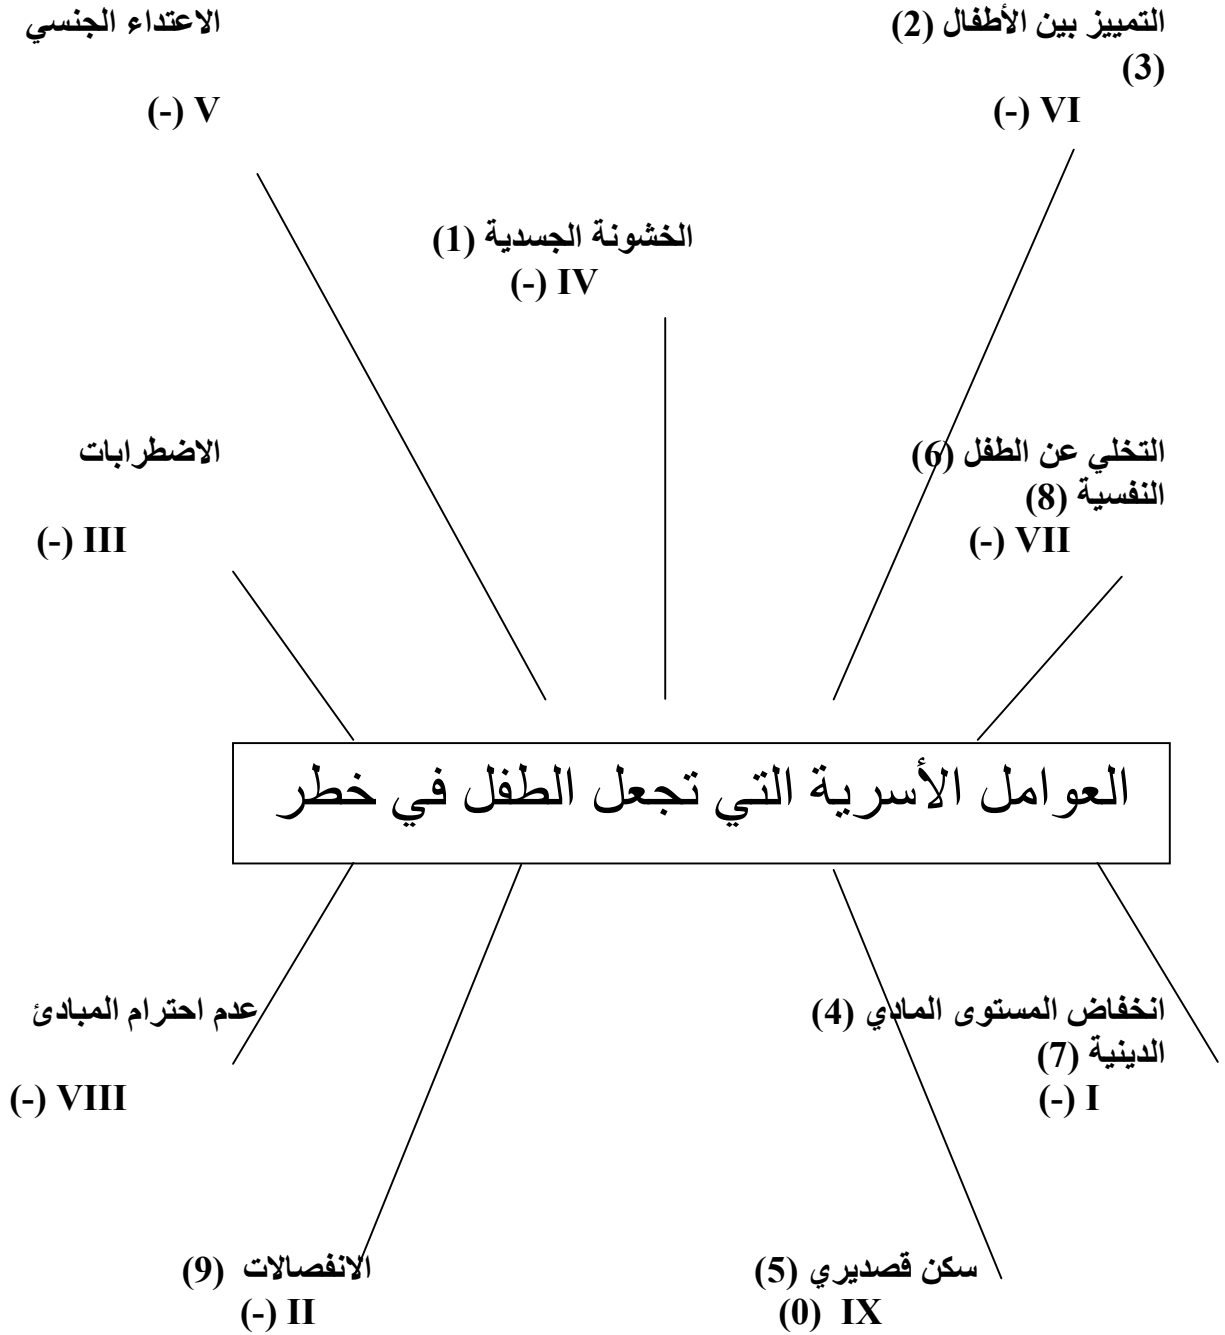 التمييز بين الأطفال (2) الاعتداء الجنسي
(3)
(-) VI (-) V
الخشونة الجسدية (1)
(-) IV
التخلي عن الطفل (6) الاضطرابات
النفسية (8)
(-) VII (-) III
العوامل الأسرية التي تجعل الطفل في خطر
انخفاض المستوى المادي (4) عدم احترام المبادئ
الدينية (7)
(-) I (-) VIII
سكن قصديري (5) الانفصالات (9)
(0) IX (-) II